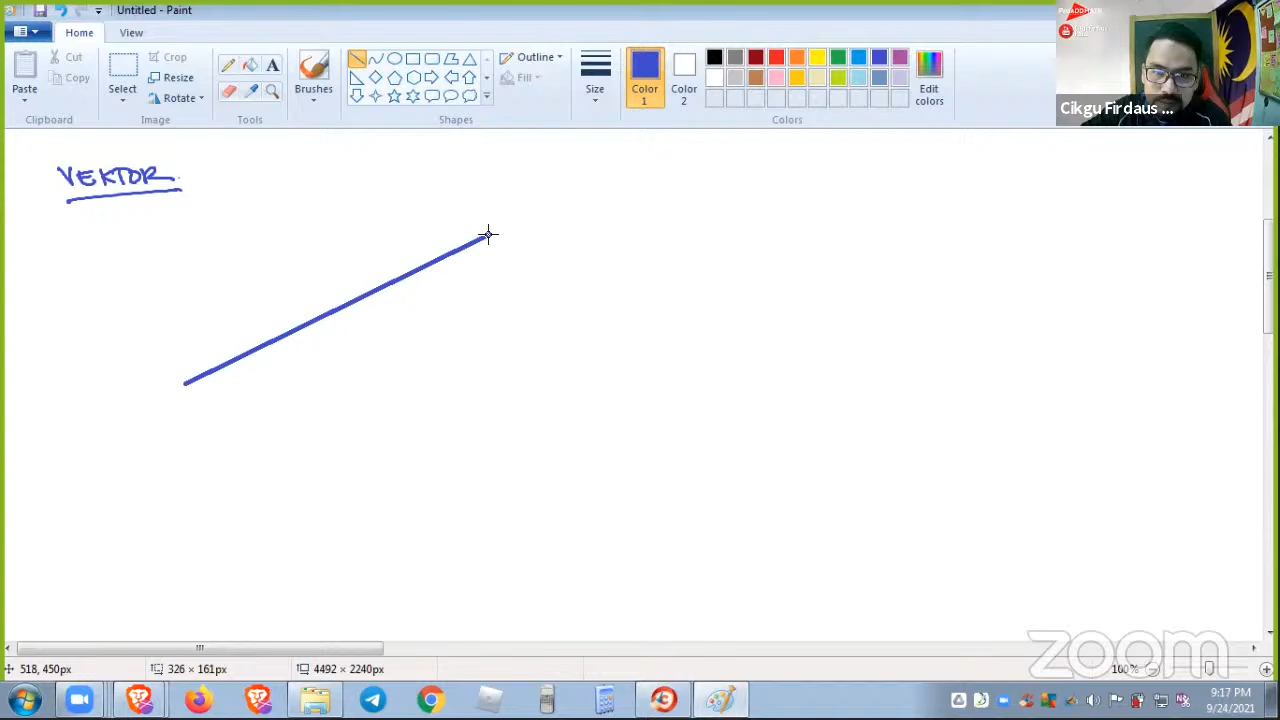 Untitled - Paint
Home
View
Cut
Copy
Paste
Clipboard
Select
Crop
Resize
Rotate
Image
Tools
Brushes
Shapes
Outline
Fill
Size
Color 1
Color 2
Edit colors
Colors
Cikgu Firdaus ...
VEKTOR
zoom
518, 450px
326 × 161px
4492 × 2240px
100%
9:17 PM
9/24/2021